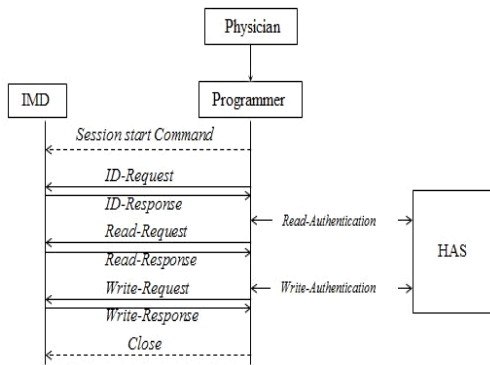 Physician
IMD
Programmer
Session start Command
ID-Request
ID-Response
Read-Authentication
Read-Request
HAS
Read-Response
Write-Request
Write-Authentication
Write-Response
Close